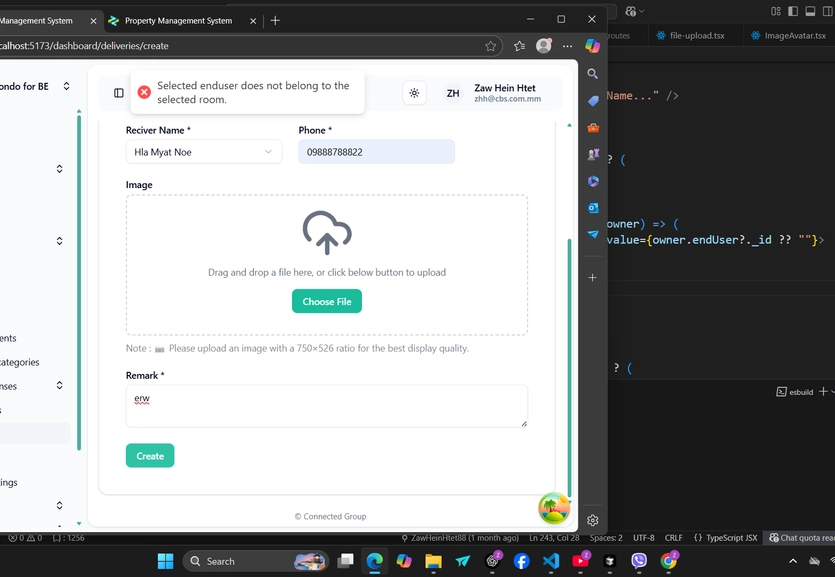 Management System
Property Management System
calhost:5173/dashboard/deliveries/create
routes
file-upload.tsx
ImageAvatar.tsx
ondo for BE
Selected enduser does not belong to the
selected room.
ZH
Zaw Hein Htet
zhh@cbs.com.mm
Name..." />
Reciver Name *
Phone *
Hla Myat Noe
09888788822
? (
Image
owner) => (
value={owner.endUser?._id ?? ""}>
Drag and drop a file here, or click below button to upload
Choose File
ents
Note : Please upload an image with a 750×526 ratio for the best display quality.
categories
? (
Remark *
nses
esbuild
erw
s
Create
ings
© Connected Group
0 0 (..) : 1256
ZawHeinHtet88 (1 month ago)
Ln 243, Col 28
Spaces: 2
UTF-8
CRLF
{ } TypeScript JSX
Chat quota rea
Search
2
2
2